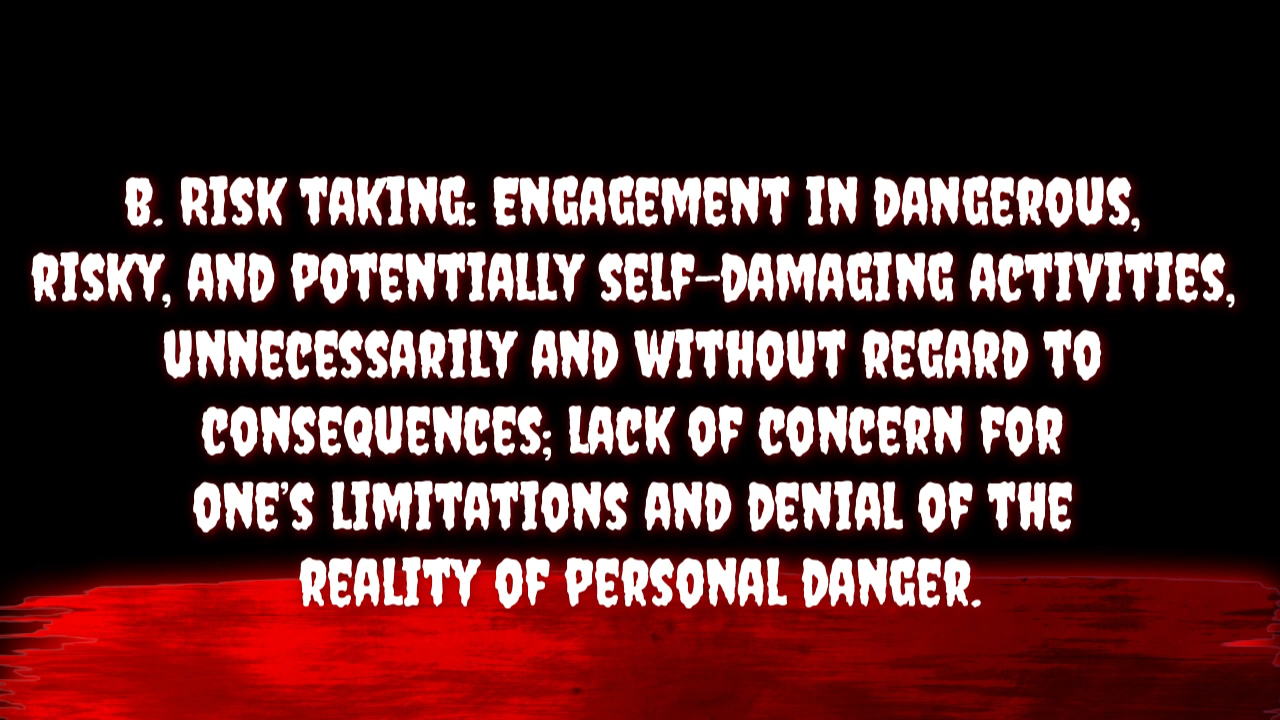 B. RISK TAKING: ENGAGEMENT IN DANGEROUS,
RISKY, AND POTENTIALLY SELF-DAMAGING ACTIVITIES,
UNNECESSARILY AND WITHOUT REGARD TO
CONSEQUENCES; LACK OF CONCERN FOR
ONE'S LIMITATIONS AND DENIAL OF THE
REALITY OF PERSONAL DANGER.